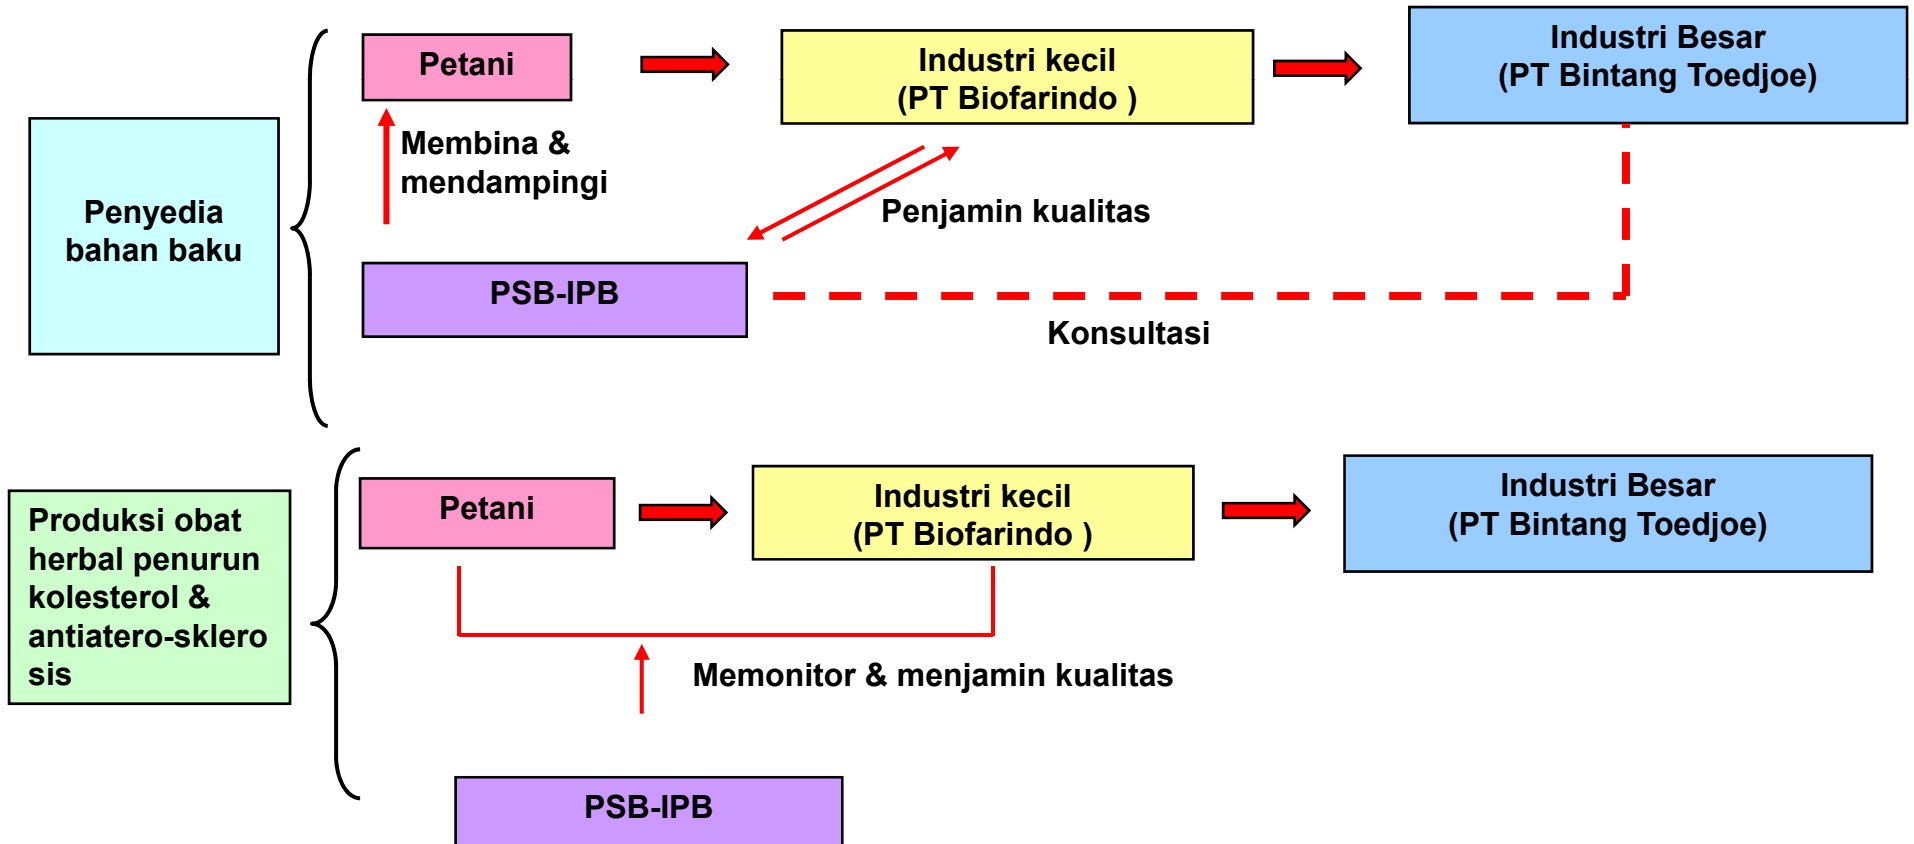 Penyedia
bahan baku
Petani
Industri kecil
(PT Biofarindo )
Industri Besar
(PT Bintang Toedjoe)
Membina &
mendampingi
Penjamin kualitas
PSB-IPB
Konsultasi
Produksi obat
herbal penurun
kolesterol &
antiatero-sklero
sis
Petani
Industri kecil
(PT Biofarindo )
Industri Besar
(PT Bintang Toedjoe)
Memonitor & menjamin kualitas
PSB-IPB